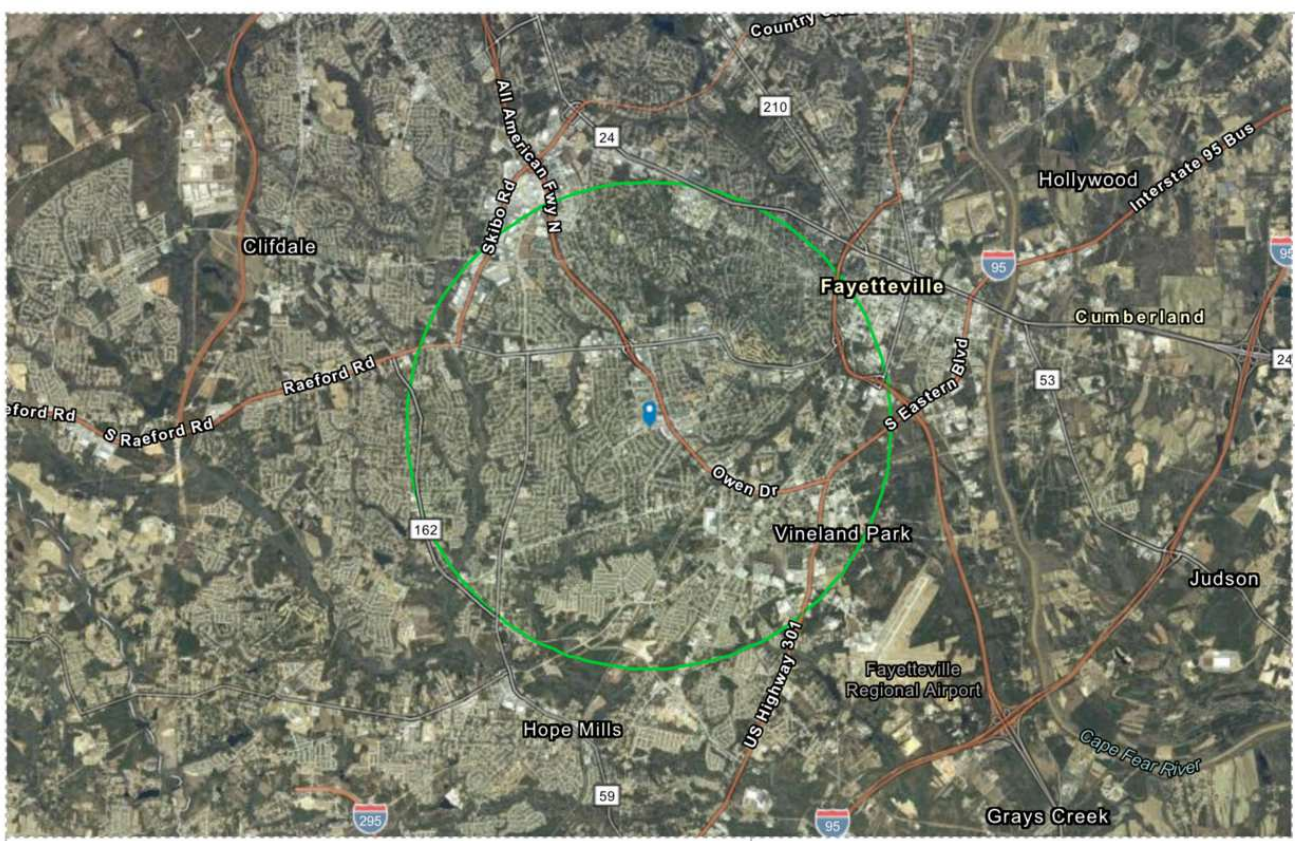 Country
All American Fwy N
210
24
Hollywood
Interstate 95 Bus
Skibo Rd
Clifdale
95
95
Fayetteville
Cumberland
24
Raeford Rd
S Raeford Rd
eford Rd
53
S Eastern Blvd
Owen Dr
162
Vineland Park
Judson
US Highway 301
Fayetteville
Regional Airport
Hope Mills
Cape Fear River
59
295
95
Grays Creek